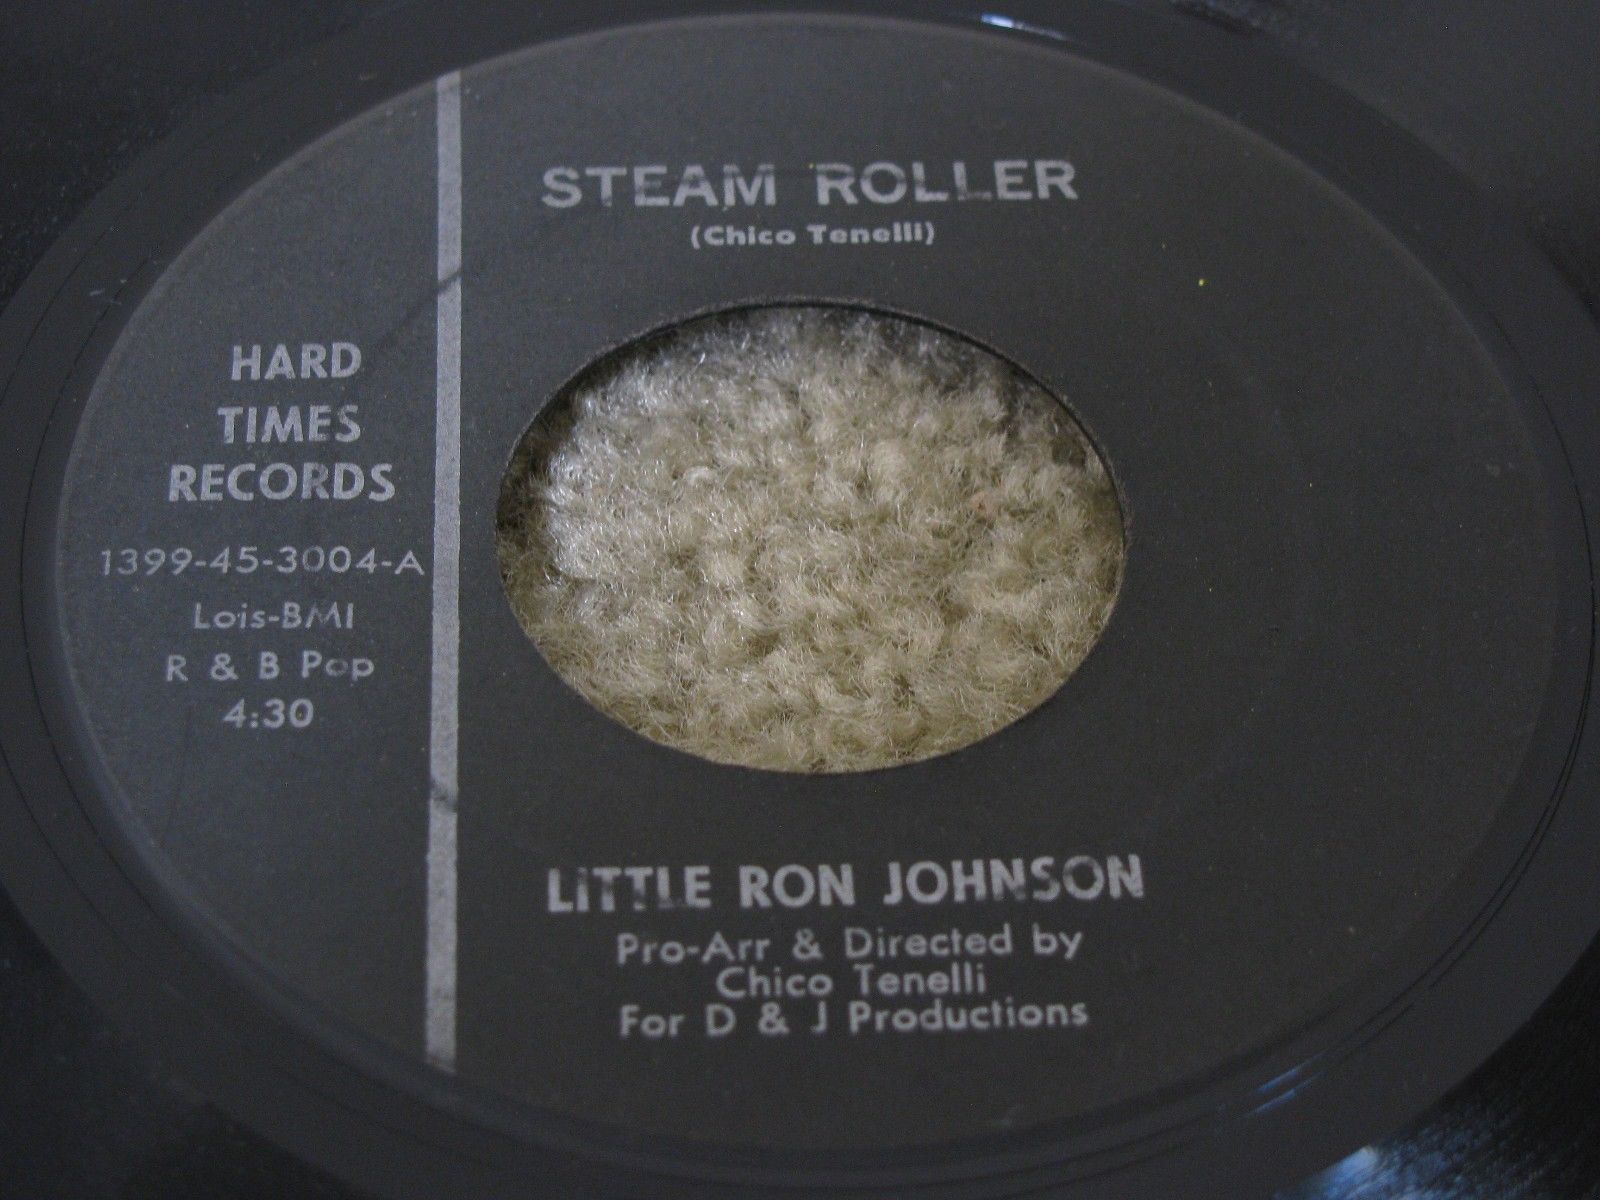 STEAM ROLLER
(Chico Tenelli)
HARD
TIMES
RECORDS
1399-45-3004-A
Lois-BMI
R & B Pop
4:30
LITTLE RON JOHNSON
Pro-Arr & Directed by
Chico Tenelli
For D & J Productions